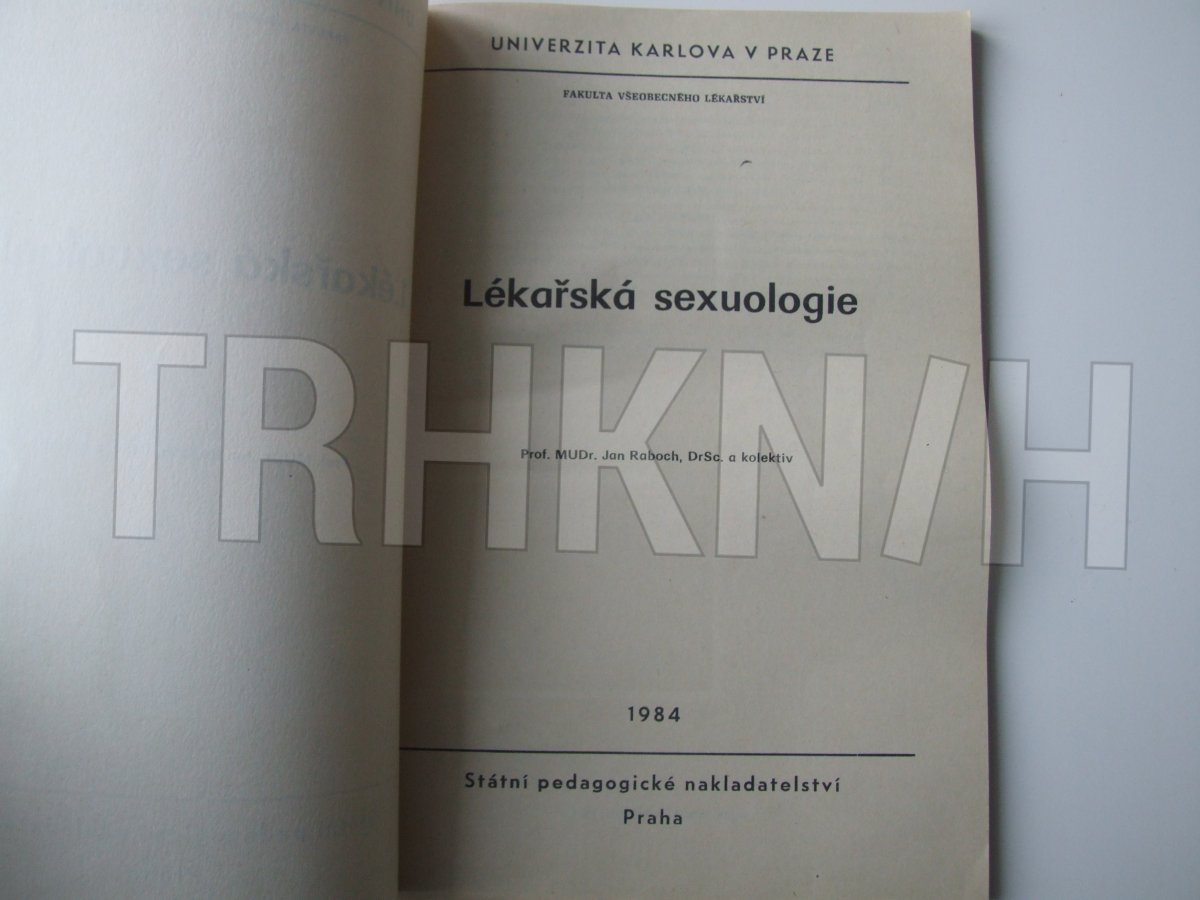 UNIVERZITA KARLOVA V PRAZE
FAKULTA VŠEOBECNÉHO LÉKAŘSTVÍ
Lékařská sexuologie
TRHKNIH
Prof. MUDr. Jan Raboch, DrSc. a kolektiv
1984
Státní pedagogické nakladatelství
Praha